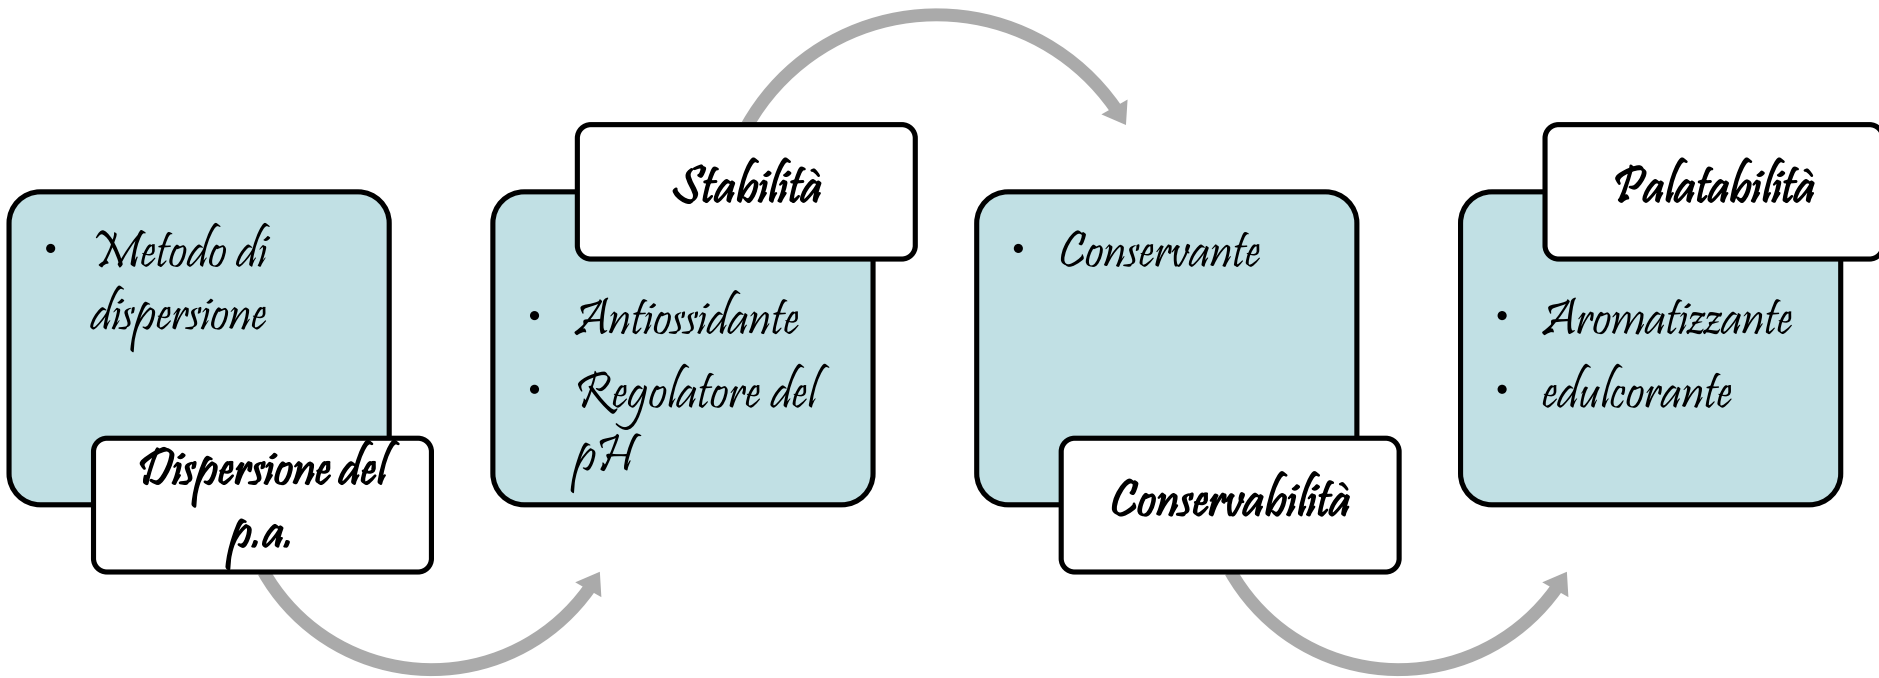 • Metodo di
dispersione
Dispersione del
p.a.
Stabilità
• Antiossidante
• Regolatore del
pH
• Conservante
Conservabilità
Palatabilità
• Aromatizzante
• edulcorante